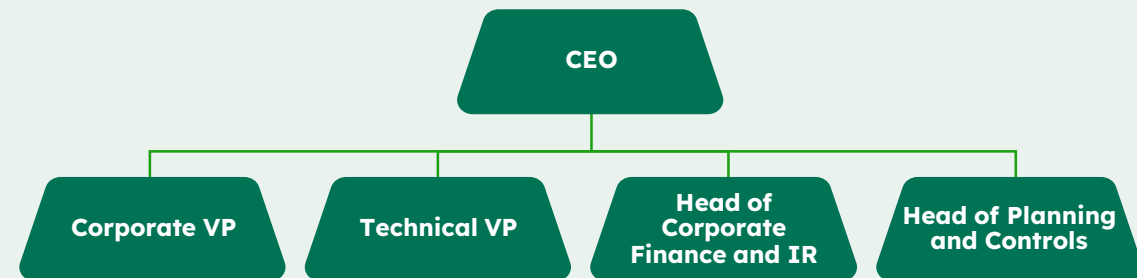 CEO
Corporate VP
Technical VP
Head of
Corporate
Finance and IR
Head of Planning
and Controls